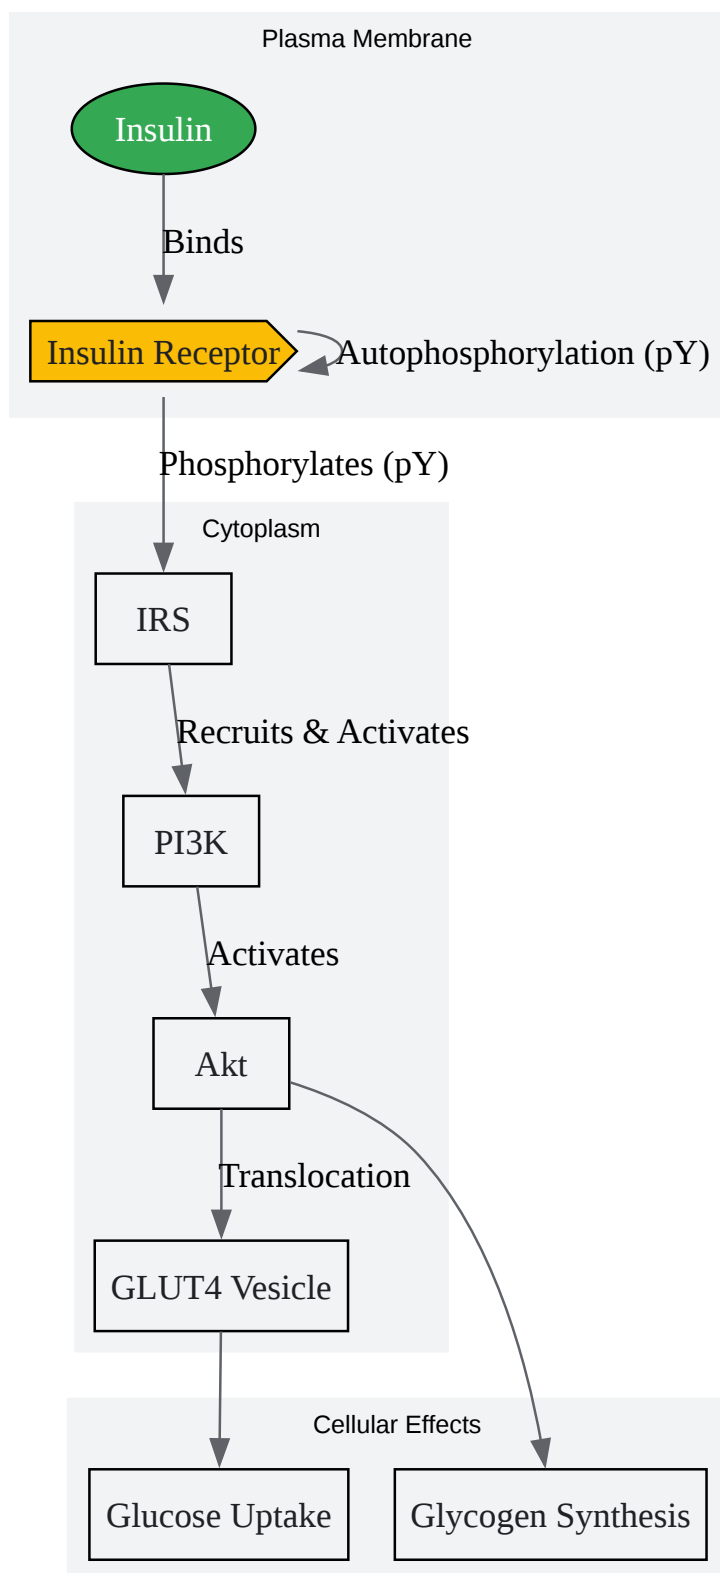 Plasma Membrane
Insulin
Binds
Insulin Receptor
Autophosphorylation (pY)
Phosphorylates (pY)
Cytoplasm
IRS
Recruits & Activates
PI3K
Activates
Akt
Translocation
GLUT4 Vesicle
Cellular Effects
Glucose Uptake
Glycogen Synthesis